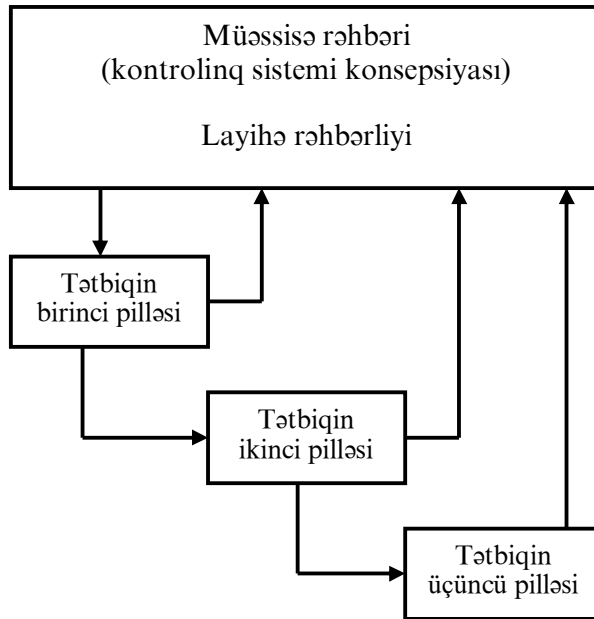 Müəssisə rəhbəri
(kontrolinq sistemi konsepsiyası)
Layihə rəhbərliyi
Tətbiqin
birinci pilləsi
Tətbiqin
ikinci pilləsi
Tətbiqin
üçüncü pilləsi